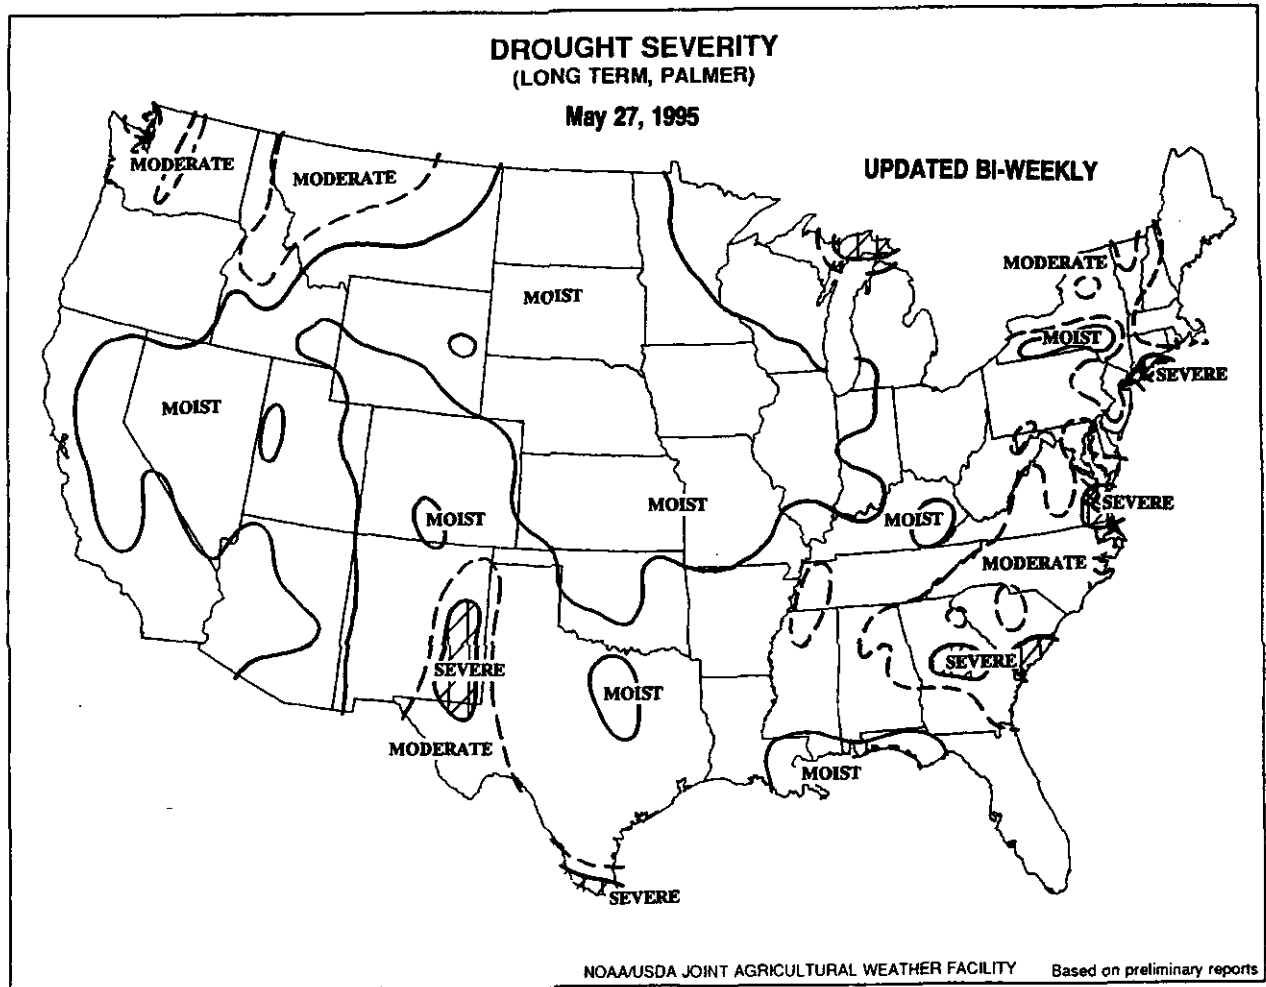 DROUGHT SEVERITY
(LONG TERM, PALMER)
May 27, 1995
UPDATED BI-WEEKLY
MODERATE
MODERATE
MODERATE
MOIST
MOIST
SEVERE
MOIST
MOIST
MOIST
MOIST
SEVERE
MODERATE
SEVERE
SEVERE
MOIST
MODERATE
MOIST
SEVERE
NOAA/USDA JOINT AGRICULTURAL WEATHER FACILITY Based on preliminary reports